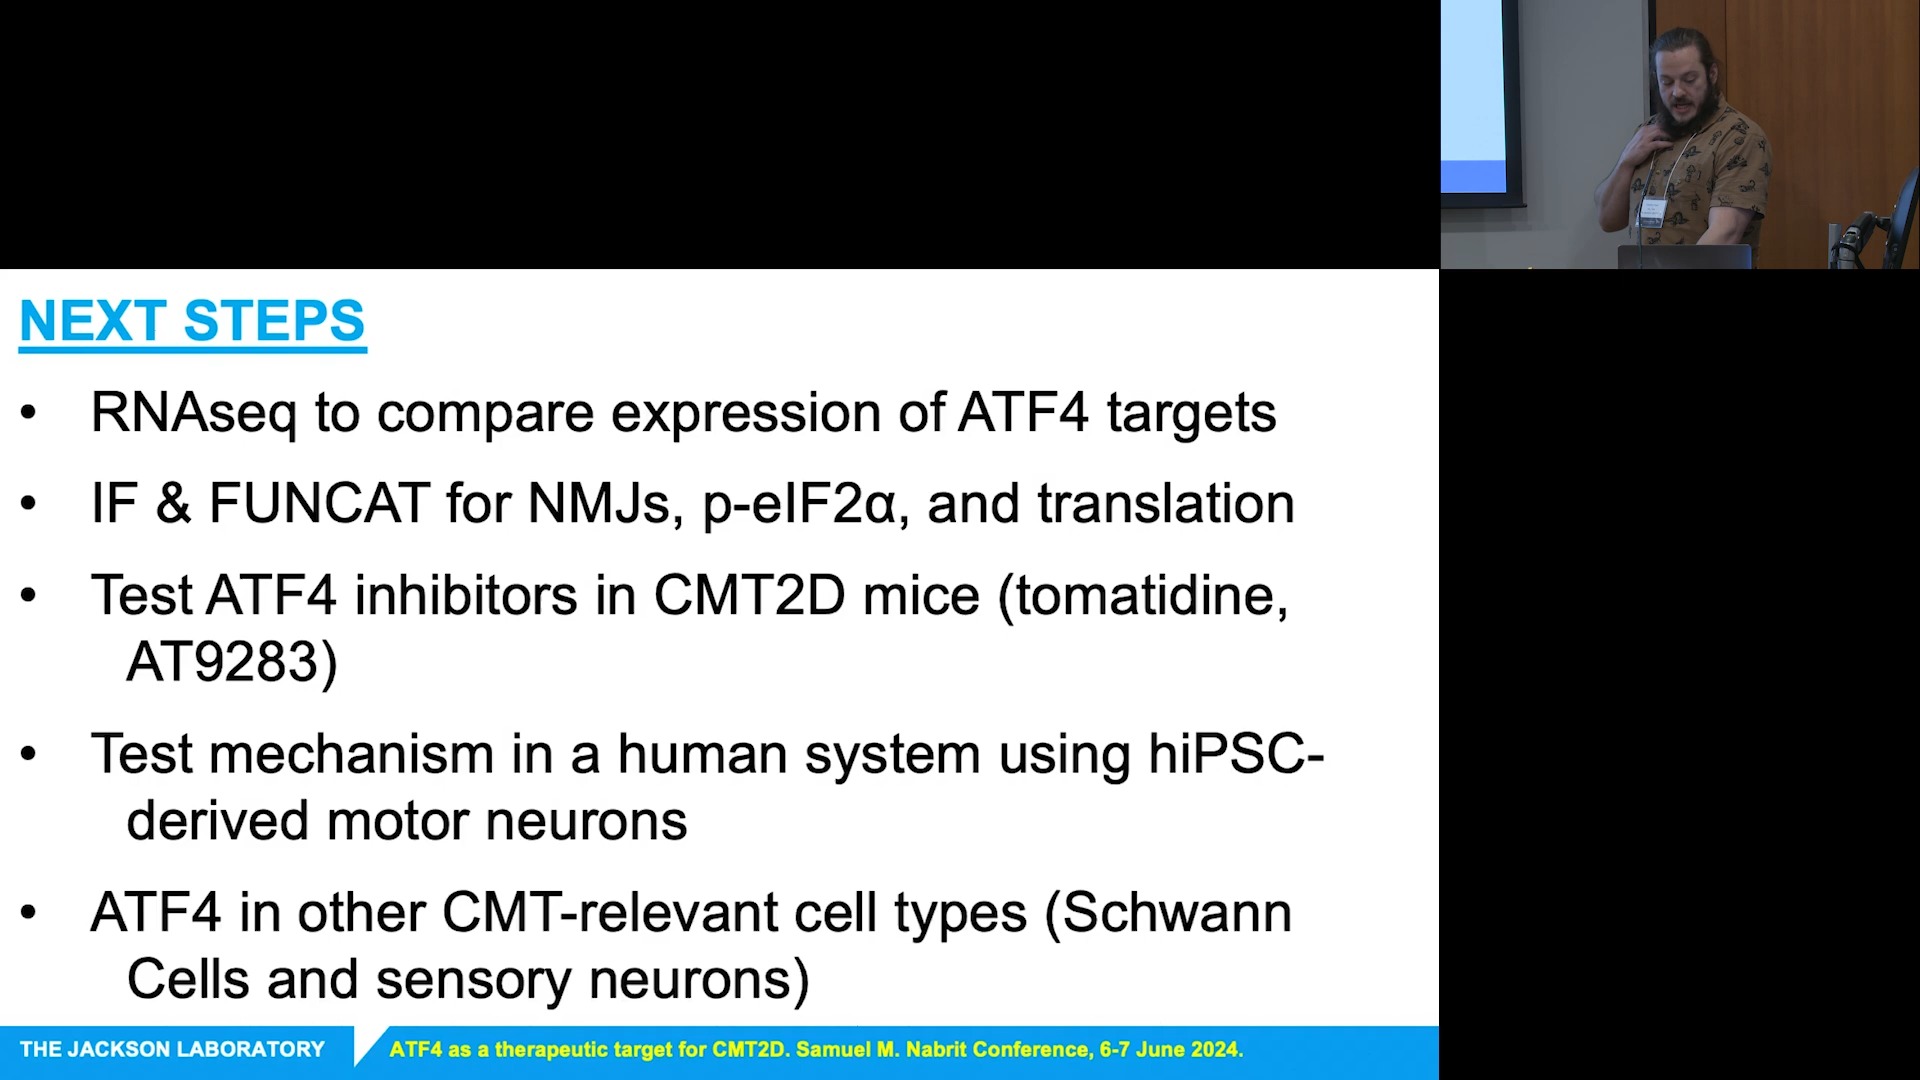 NEXT STEPS
• RNAseq to compare expression of ATF4 targets
• IF & FUNCAT for NMJs, p-eIF2α, and translation
• Test ATF4 inhibitors in CMT2D mice (tomatidine,
AT9283)
• Test mechanism in a human system using hiPSC-
derived motor neurons
• ATF4 in other CMT-relevant cell types (Schwann
Cells and sensory neurons)
THE JACKSON LABORATORY
ATF4 as a therapeutic target for CMT2D. Samuel M. Nabrit Conference, 6-7 June 2024.